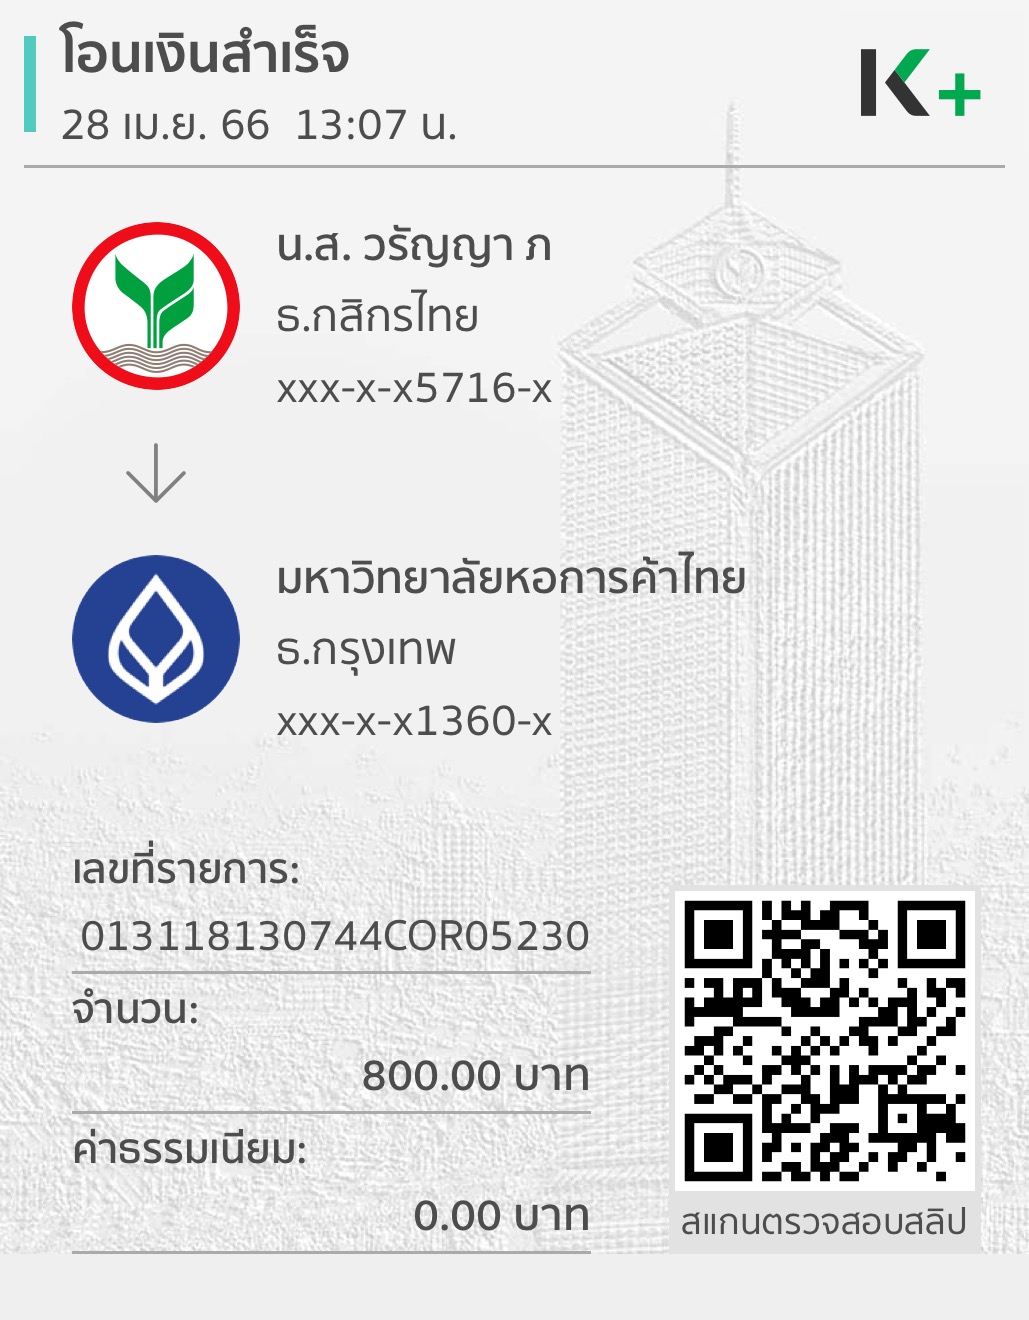 โอนเงินสำเร็จ
28 เม.ย. 66  13:07 น.
K+
น.ส. วรัญญา ภ
ธ.กสิกรไทย
xxx-x-x5716-x
มหาวิทยาลัยหอการค้าไทย
ธ.กรุงเทพ
xxx-x-x1360-x
เลขที่รายการ:
013118130744COR05230
จำนวน:
800.00 บาท
ค่าธรรมเนียม:
0.00 บาท
สแกนตรวจสอบสลิป